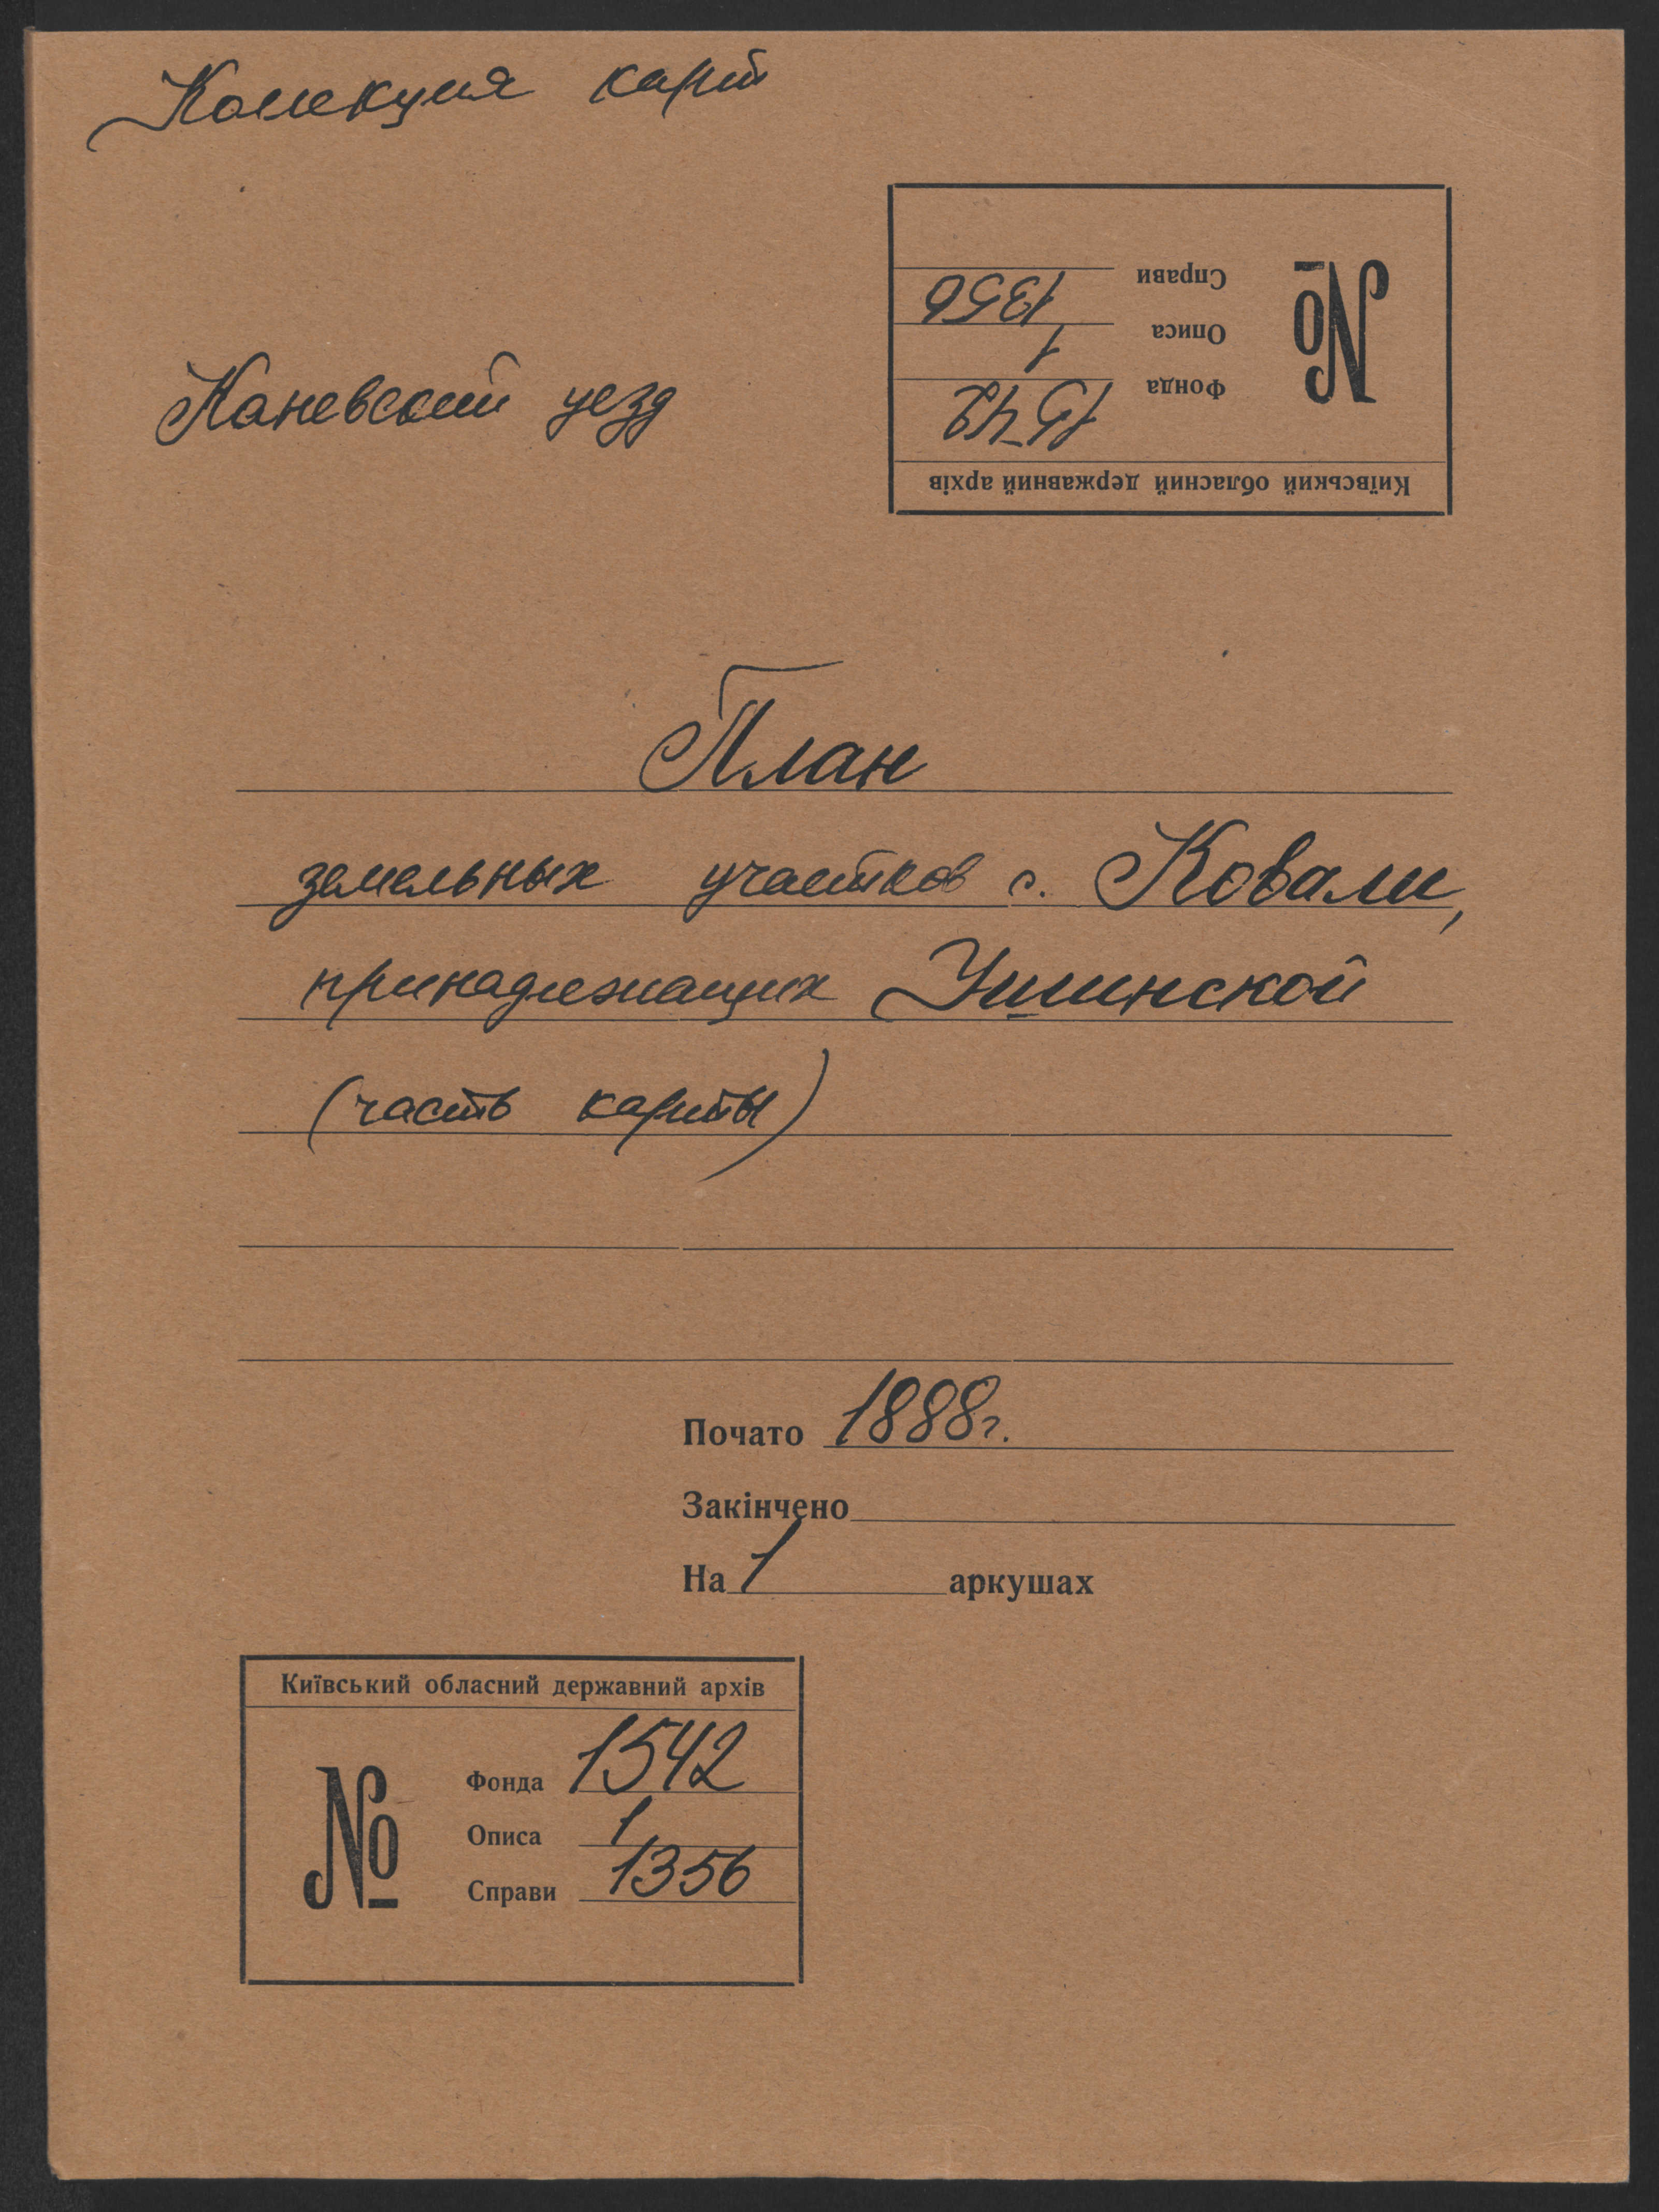 Колекция карт
Каневский уезд
Київський обласний державний архів
№
Фонда 1542
Описа 1
Справи 1356
План
земельных участков с. Ковали,
принадлежащих Ушинской
(часть карты)
Почато 1888г.
Закінчено
На 1 аркушах
Київський обласний державний архів
№
Фонда 1542
Описа 1
Справи 1356